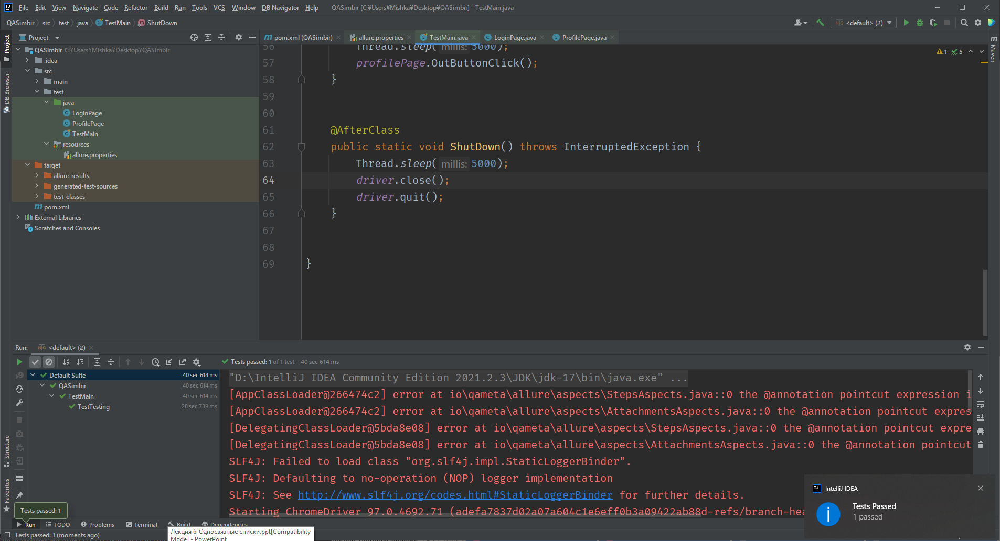 File Edit View Navigate Code Refactor Build Run Tools VCS Window DB Navigator Help QASimbir [C:¥Users¥Mishka¥Desktop¥QASimbir] - TestMain.java
QASimbir src test java TestMain ShutDown
<default> (2)
Project
Project
pom.xml (QASimbir)
allure.properties
TestMain.java
LoginPage.java
ProfilePage.java
Maven
DB Browser
QASimbir C:¥Users¥Mishka¥Desktop¥QASimbir
.idea
src
main
test
java
LoginPage
ProfilePage
TestMain
resources
allure.properties
target
allure-results
generated-test-sources
test-classes
pom.xml
External Libraries
Scratches and Consoles
1 5
56 Thread.sleep( millis: 5000);
57 profilePage.OutButtonClick();
58 }
59
60
61 @AfterClass
62 public static void ShutDown() throws InterruptedException {
63 Thread.sleep( millis: 5000);
64 driver.close();
65 driver.quit();
66 }
67
68
69 }
Run: <default> (2)
Tests passed: 1 of 1 test – 40 sec 614 ms
Default Suite 40 sec 614 ms
QASimbir 40 sec 614 ms
TestMain 40 sec 614 ms
TestTesting 28 sec 739 ms
"D:\IntelliJ IDEA Community Edition 2021.2.3\JDK\jdk-17\bin\java.exe" ...
[AppClassLoader@266474c2] error at io\qameta\allure\aspects\StepsAspects.java::0 the @annotation pointcut expression i
[AppClassLoader@266474c2] error at io\qameta\allure\aspects\AttachmentsAspects.java::0 the @annotation pointcut expres
[DelegatingClassLoader@5bda8e08] error at io\qameta\allure\aspects\StepsAspects.java::0 the @annotation pointcut expre
[DelegatingClassLoader@5bda8e08] error at io\qameta\allure\aspects\AttachmentsAspects.java::0 the @annotation pointcut
SLF4J: Failed to load class "org.slf4j.impl.StaticLoggerBinder".
SLF4J: Defaulting to no-operation (NOP) logger implementation
SLF4J: See http://www.slf4j.org/codes.html#StaticLoggerBinder for further details.
Starting ChromeDriver 97.0.4692.71 (adefa7837d02a07a604c1e6eff0b3a09422ab88d-refs/branch-hea
Structure
Favorites
IntelliJ IDEA
Tests Passed
1 passed
Tests passed: 1
Run TODO Problems Terminal Build Dependencies
Tests passed: 1 (moments ago)
Лекция 6-Односвязные списки.ppt[Compatibility
Mode] - PowerPoint